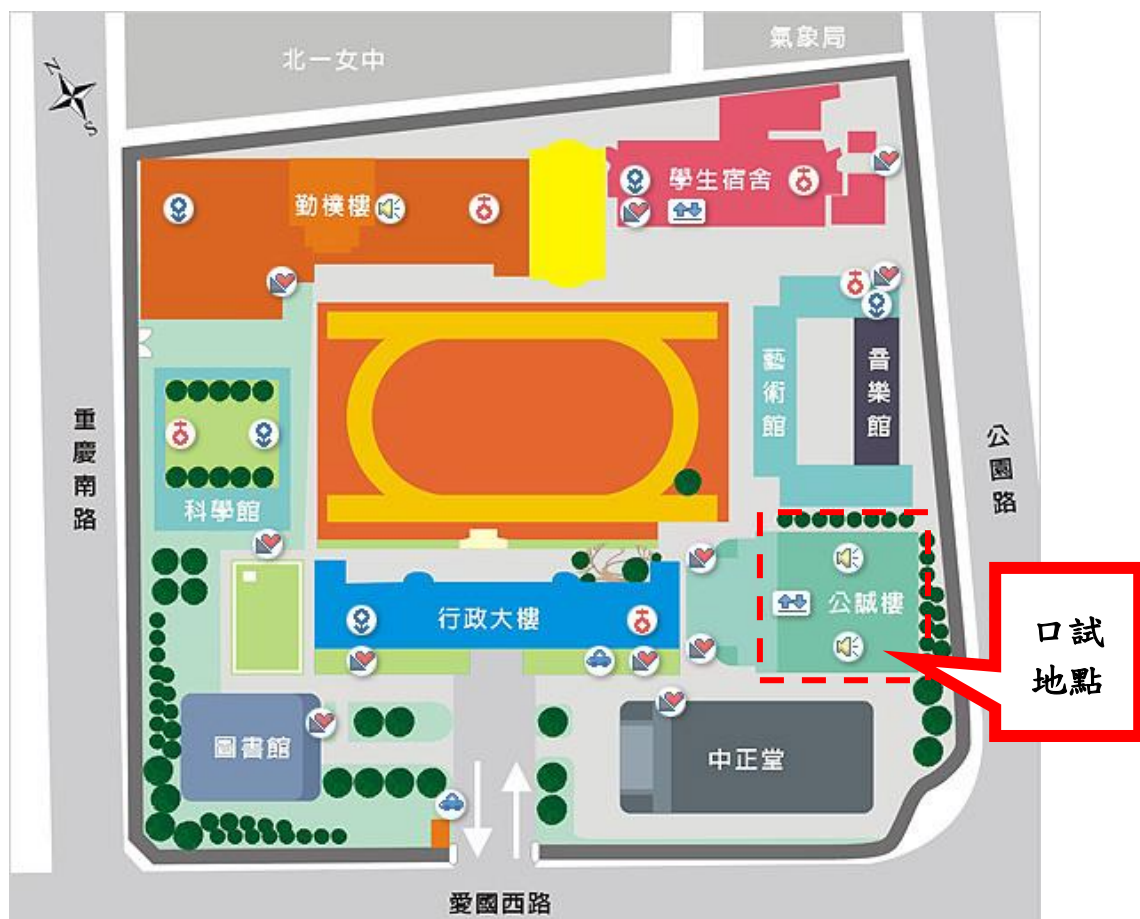 北一女中
氣象局
N
S
學生宿舍
勤樸樓
藝術館
音樂館
重慶南路
公園路
科學館
公誠樓
行政大樓
口試
地點
圖書館
中正堂
愛國西路